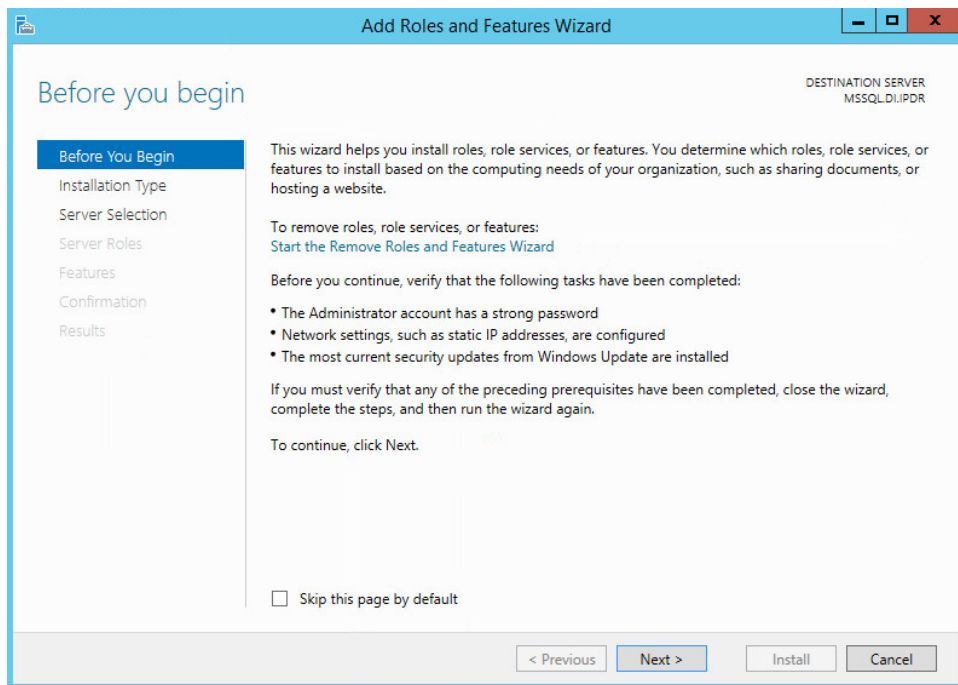 Add Roles and Features Wizard
Before you begin
DESTINATION SERVER
MSSQL.DI.IPDR
Before You Begin
Installation Type
Server Selection
Server Roles
Features
Confirmation
Results
This wizard helps you install roles, role services, or features. You determine which roles, role services, or
features to install based on the computing needs of your organization, such as sharing documents, or
hosting a website.
To remove roles, role services, or features:
Start the Remove Roles and Features Wizard
Before you continue, verify that the following tasks have been completed:
• The Administrator account has a strong password
• Network settings, such as static IP addresses, are configured
• The most current security updates from Windows Update are installed
If you must verify that any of the preceding prerequisites have been completed, close the wizard,
complete the steps, and then run the wizard again.
To continue, click Next.
Skip this page by default
< Previous
Next >
Install
Cancel